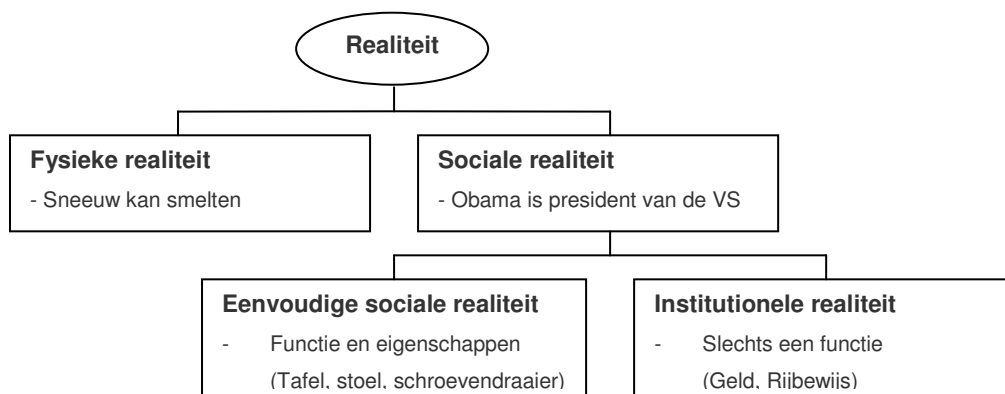 Realiteit
Fysieke realiteit
- Sneeuw kan smelten
Sociale realiteit
- Obama is president van de VS
Eenvoudige sociale realiteit
- Functie en eigenschappen
(Tafel, stoel, schroevendraaier)
Institutionele realiteit
- Slechts een functie
(Geld, Rijbewijs)